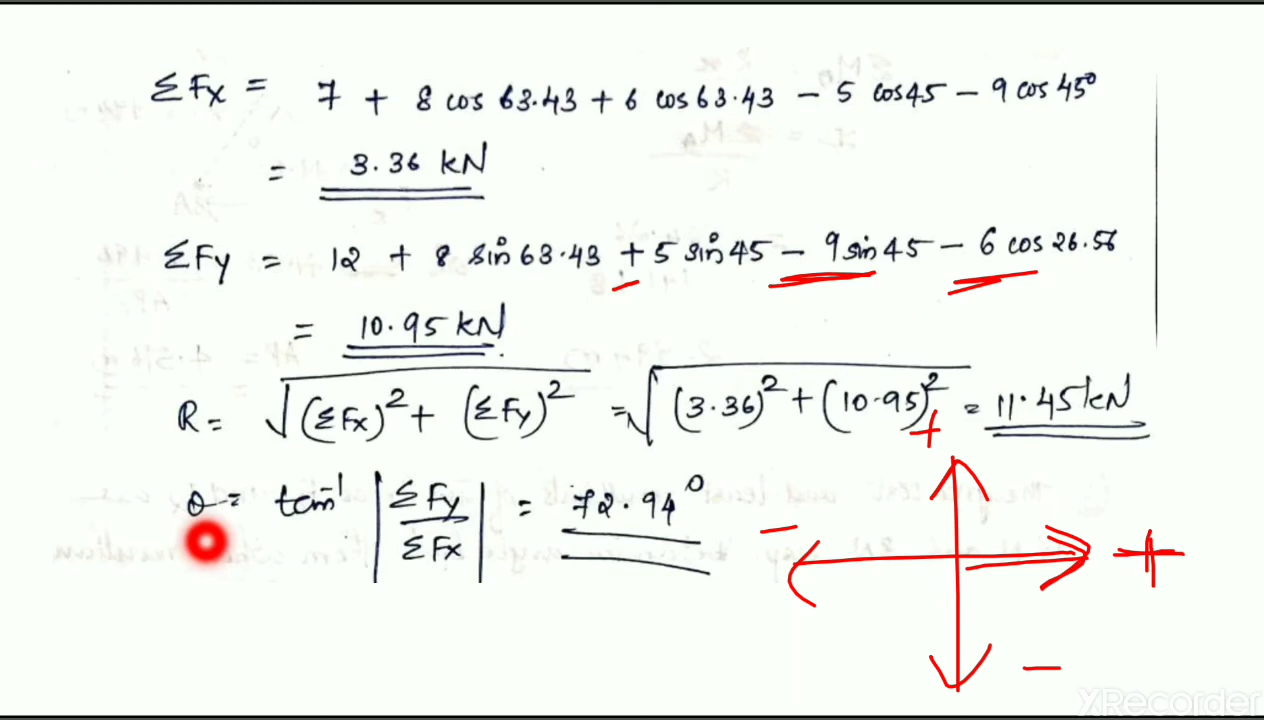 ΣFx = 7 + 8 cos 63.43 + 6 cos 63.43 - 5 cos45 - 9 cos 45°
= 3.36 kN
ΣFy = 12 + 8 sin 63.43 + 5 sin 45 - 9 sin 45 - 6 cos 26.56
= 10.95 kN
R = √(ΣFx)² + (ΣFy)² = √(3.36)² + (10.95)² = 11.45 kN
θ = tan⁻¹ |ΣFy/ΣFx| = 72.94°
+
- +
-
XRecorder